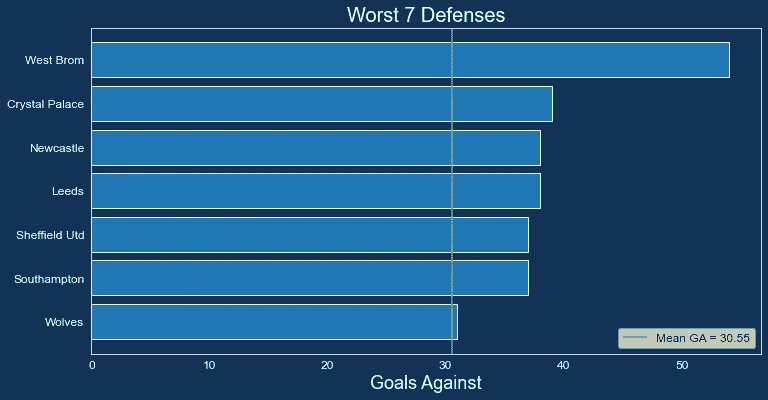 Worst 7 Defenses
West Brom
Crystal Palace
Newcastle
Leeds
Sheffield Utd
Southampton
Wolves
Mean GA = 30.55
0 10 20 30 40 50
Goals Against